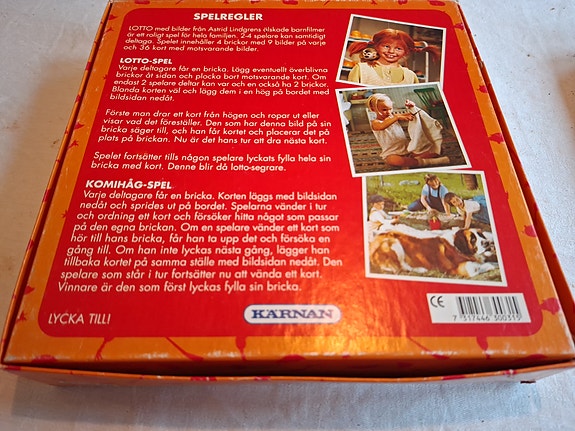 SPELREGLER
LOTTO med bilder från Astrid Lindgrens älskade barnfilmer
är ett roligt spel för hela familjen. 2-4 spelare kan samtidigt
deltaga. Spelet innehåller 4 brickor med 9 bilder på varje
och 36 kort med motsvarande bilder.
LOTTO-SPEL
Varje deltagare får en bricka. Lägg eventuellt överblivna
brickor åt sidan och plocka bort motsvarande kort. Om
endast 2 spelare deltar kan var och en också ha 2 brickor.
Blanda korten väl och lägg dem i en hög på bordet med
bildsidan nedåt.
Förste man drar ett kort från högen och ropar ut eller
visar vad det föreställer. Den som har denna bild på sin
bricka säger till, och han får kortet och placerar det på
plats på brickan. Nu är det hans tur att dra nästa kort.
Spelet fortsätter tills någon spelare lyckats fylla hela sin
bricka med kort. Denne blir då lotto-segrare.
KOMIHÅG-SPEL
Varje deltagare får en bricka. Korten läggs med bildsidan
nedåt och sprides ut på bordet. Spelarna vänder i tur
och ordning ett kort och försöker hitta något som passar
på den egna brickan. Om en spelare vänder ett kort som
hör till hans bricka, får han ta upp det och försöka en
gång till. Om han inte lyckas nästa gång, lägger han
tillbaka kortet på samma ställe med bildsidan nedåt. Den
spelare som står i tur fortsätter nu att vända ett kort.
Vinnare är den som först lyckas fylla sin bricka.
LYCKA TILL!
KÄRNAN
CE
7 317446 300315